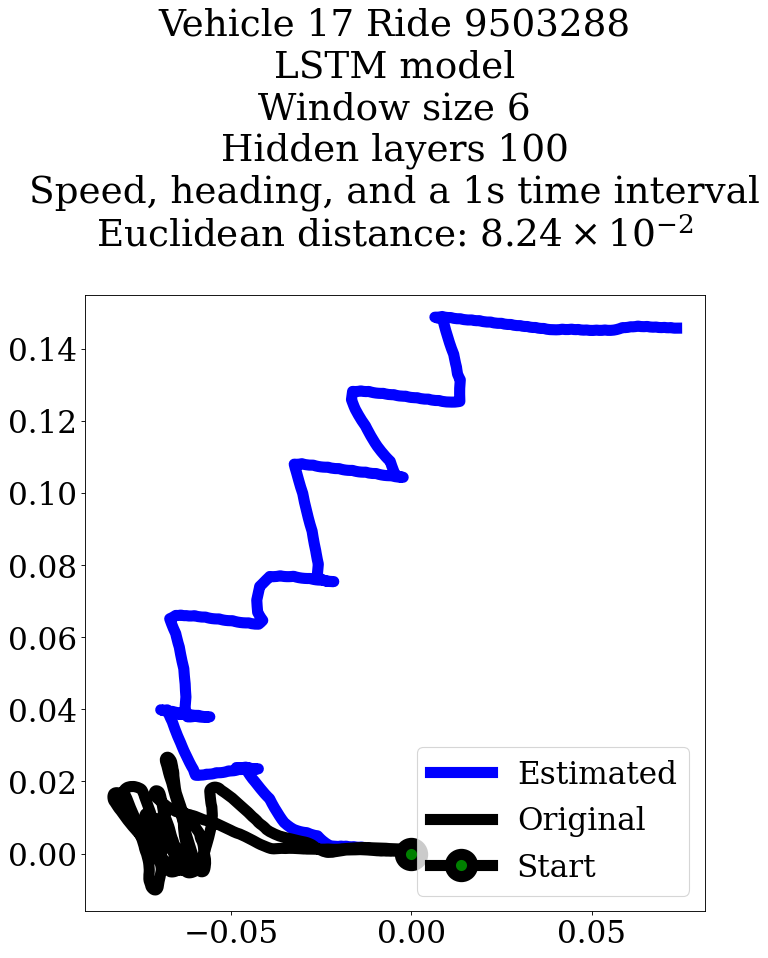 Vehicle 17 Ride 9503288
LSTM model
Window size 6
Hidden layers 100
Speed, heading, and a 1s time interval
Euclidean distance: 8.24 × 10⁻²
0.14
0.12
0.10
0.08
0.06
0.04
0.02
0.00
Estimated
Original
Start
−0.05
0.00
0.05